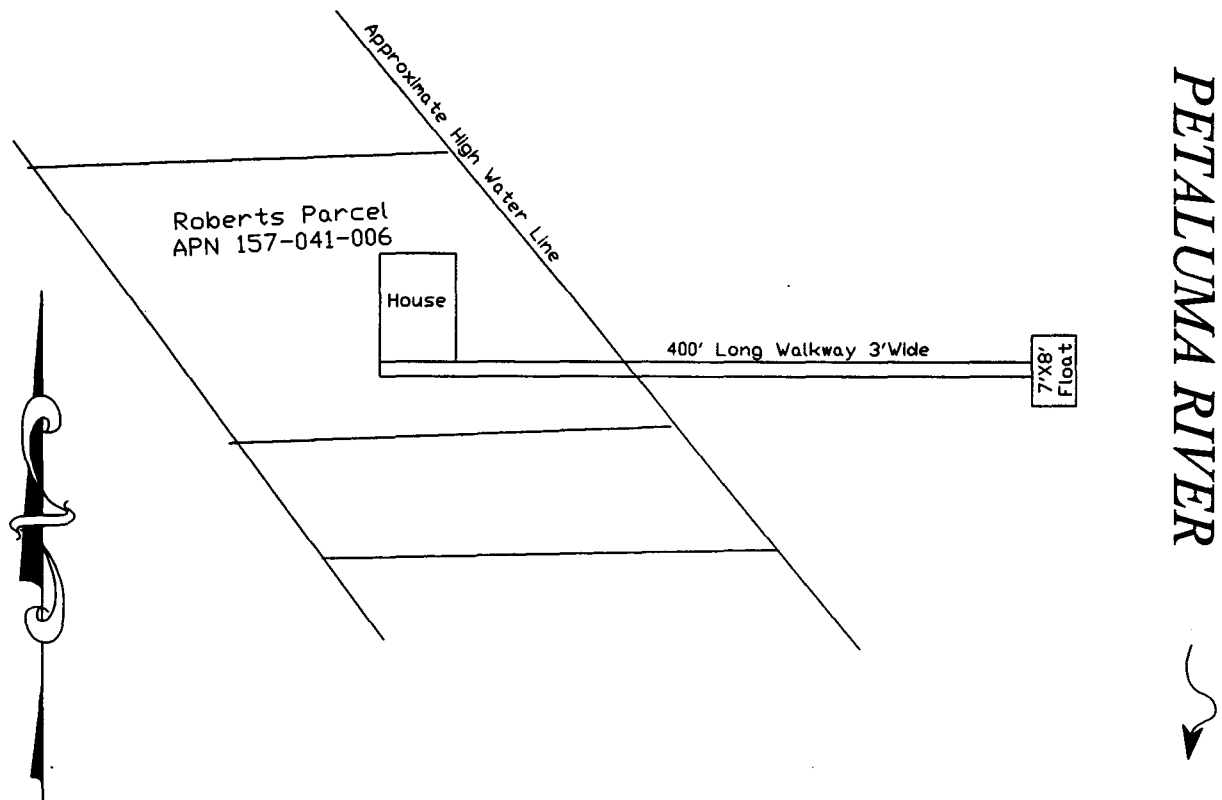 Approximate High Water Line
Roberts Parcel
APN 157-041-006
House
400' Long Walkway 3'Wide
7'X8'
Float
PETALUMA RIVER